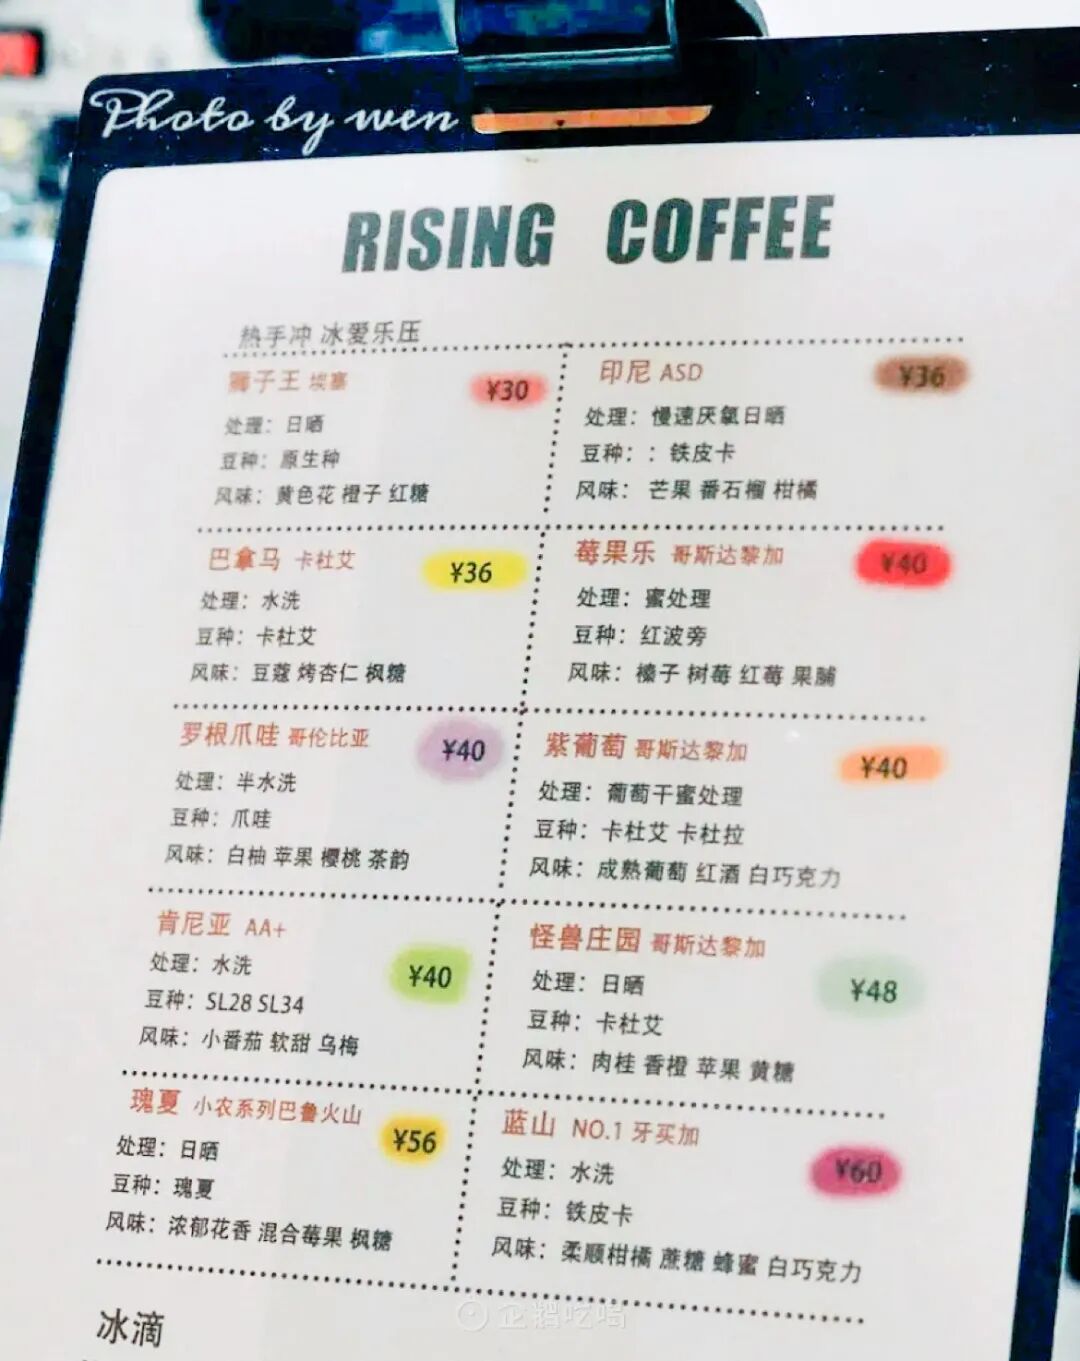 Photo by wen
RISING COFFEE
热手冲 冰爱乐压
狮子王 埃塞 ¥30
处理：日晒
豆种：原生种
风味：黄色花 橙子 红糖
印尼 ASD ¥36
处理：慢速厌氧日晒
豆种：：铁皮卡
风味：芒果 番石榴 柑橘
巴拿马 卡杜艾 ¥36
处理：水洗
豆种：卡杜艾
风味：豆蔻 烤杏仁 枫糖
莓果乐 哥斯达黎加 ¥40
处理：蜜处理
豆种：红波旁
风味：榛子 树莓 红莓 果脯
罗根爪哇 哥伦比亚 ¥40
处理：半水洗
豆种：爪哇
风味：白柚 苹果 樱桃 茶韵
紫葡萄 哥斯达黎加 ¥40
处理：葡萄干蜜处理
豆种：卡杜艾 卡杜拉
风味：成熟葡萄 红酒 白巧克力
肯尼亚 AA+ ¥40
处理：水洗
豆种：SL28 SL34
风味：小番茄 软甜 乌梅
怪兽庄园 哥斯达黎加 ¥48
处理：日晒
豆种：卡杜艾
风味：肉桂 香橙 苹果 黄糖
瑰夏 小农系列巴鲁火山 ¥56
处理：日晒
豆种：瑰夏
风味：浓郁花香 混合莓果 枫糖
蓝山 NO.1 牙买加 ¥60
处理：水洗
豆种：铁皮卡
风味：柔顺柑橘 蔗糖 蜂蜜 白巧克力
冰滴
企鹅吃喝